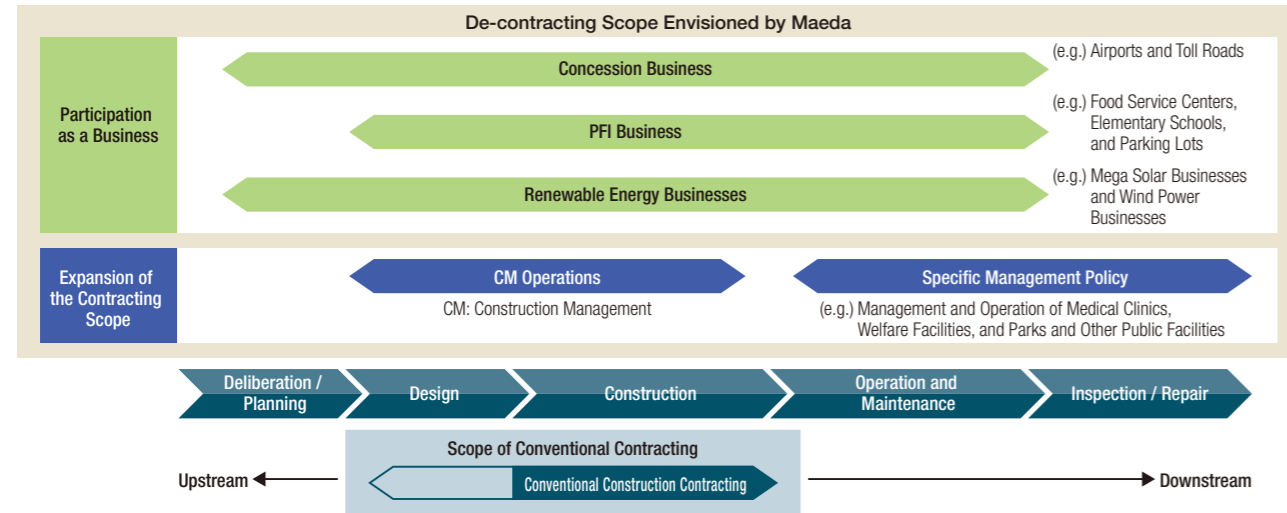 De-contracting Scope Envisioned by Maeda
Participation
as a Business
Concession Business
(e.g.) Airports and Toll Roads
PFI Business
(e.g.) Food Service Centers,
Elementary Schools,
and Parking Lots
Renewable Energy Businesses
(e.g.) Mega Solar Businesses
and Wind Power
Businesses
Expansion of
the Contracting
Scope
CM Operations
CM: Construction Management
Specific Management Policy
(e.g.) Management and Operation of Medical Clinics,
Welfare Facilities, and Parks and Other Public Facilities
Deliberation /
Planning
Design
Construction
Operation and
Maintenance
Inspection / Repair
Scope of Conventional Contracting
Upstream
Conventional Construction Contracting
Downstream